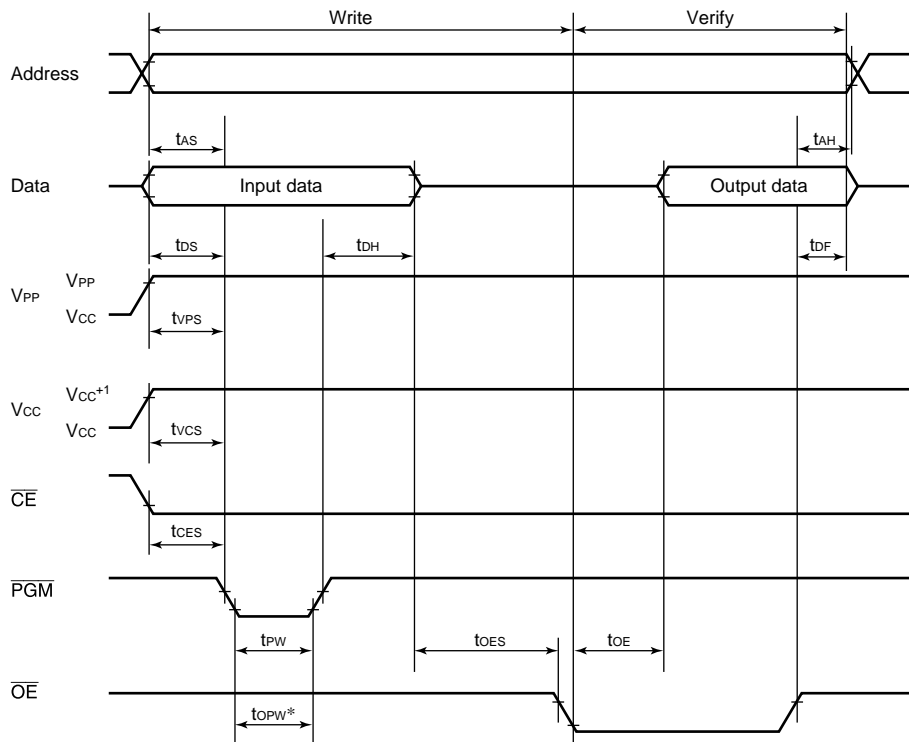 Write Verify
Address
tAS tAH
Data Input data Output data
tDS tDH tDF
VPP VPP
VCC
tVPS
VCC VCC+1
VCC
tVCS
CE
tCES
PGM
tPW tOES tOE
OE
tOPW*